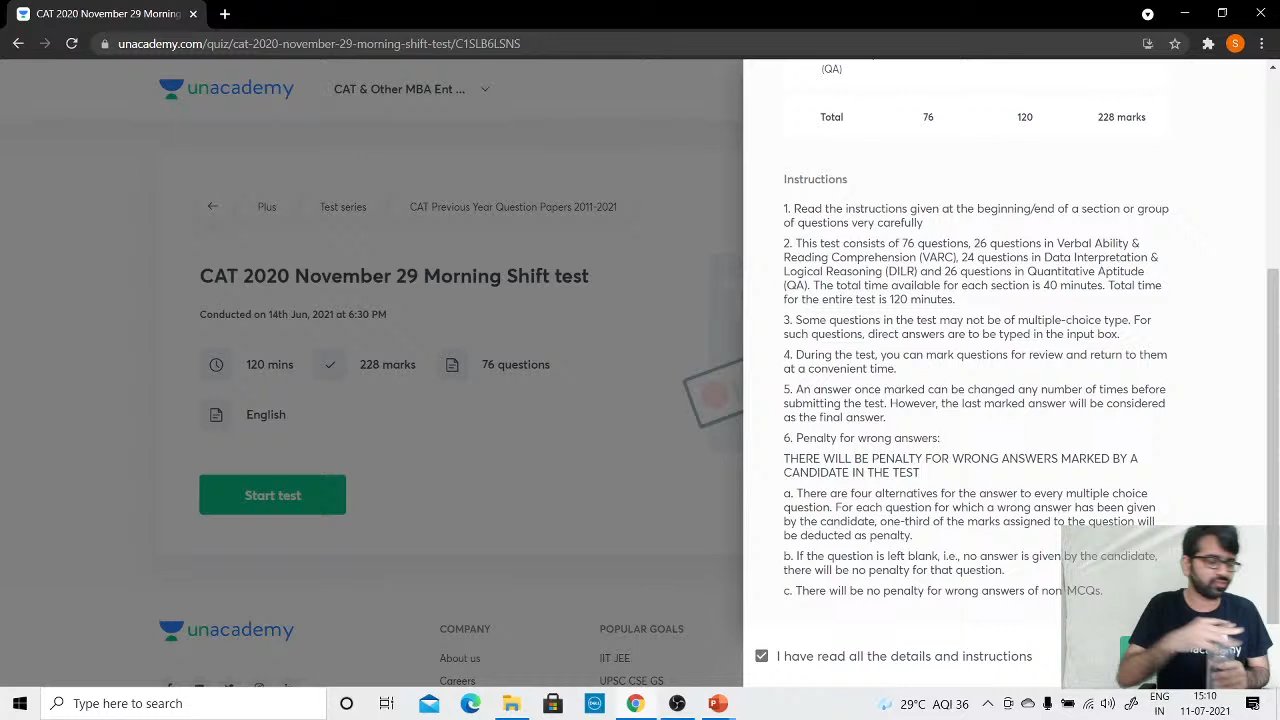 CAT 2020 November 29 Morning
unacademy.com/quiz/cat-2020-november-29-morning-shift-test/C1SLB6LSNS
S
unacademy
CAT & Other MBA Ent ...
Plus
Test series
CAT Previous Year Question Papers 2011-2021
CAT 2020 November 29 Morning Shift test
Conducted on 14th Jun, 2021 at 6:30 PM
120 mins
228 marks
76 questions
English
Start test
unacademy
COMPANY
About us
Careers
POPULAR GOALS
IIT JEE
UPSC CSE GS
(QA)
Total 76 120 228 marks
Instructions
1. Read the instructions given at the beginning/end of a section or group
of questions very carefully
2. This test consists of 76 questions, 26 questions in Verbal Ability &
Reading Comprehension (VARC), 24 questions in Data Interpretation &
Logical Reasoning (DILR) and 26 questions in Quantitative Aptitude
(QA). The total time available for each section is 40 minutes. Total time
for the entire test is 120 minutes.
3. Some questions in the test may not be of multiple-choice type. For
such questions, direct answers are to be typed in the input box.
4. During the test, you can mark questions for review and return to them
at a convenient time.
5. An answer once marked can be changed any number of times before
submitting the test. However, the last marked answer will be considered
as the final answer.
6. Penalty for wrong answers:
THERE WILL BE PENALTY FOR WRONG ANSWERS MARKED BY A
CANDIDATE IN THE TEST
a. There are four alternatives for the answer to every multiple choice
question. For each question for which a wrong answer has been given
by the candidate, one-third of the marks assigned to the question will
be deducted as penalty.
b. If the question is left blank, i.e., no answer is given by the candidate,
there will be no penalty for that question.
c. There will be no penalty for wrong answers of non MCQs.
I have read all the details and instructions
Type here to search
29°C AQI 36
ENG
IN
15:10
11-07-2021